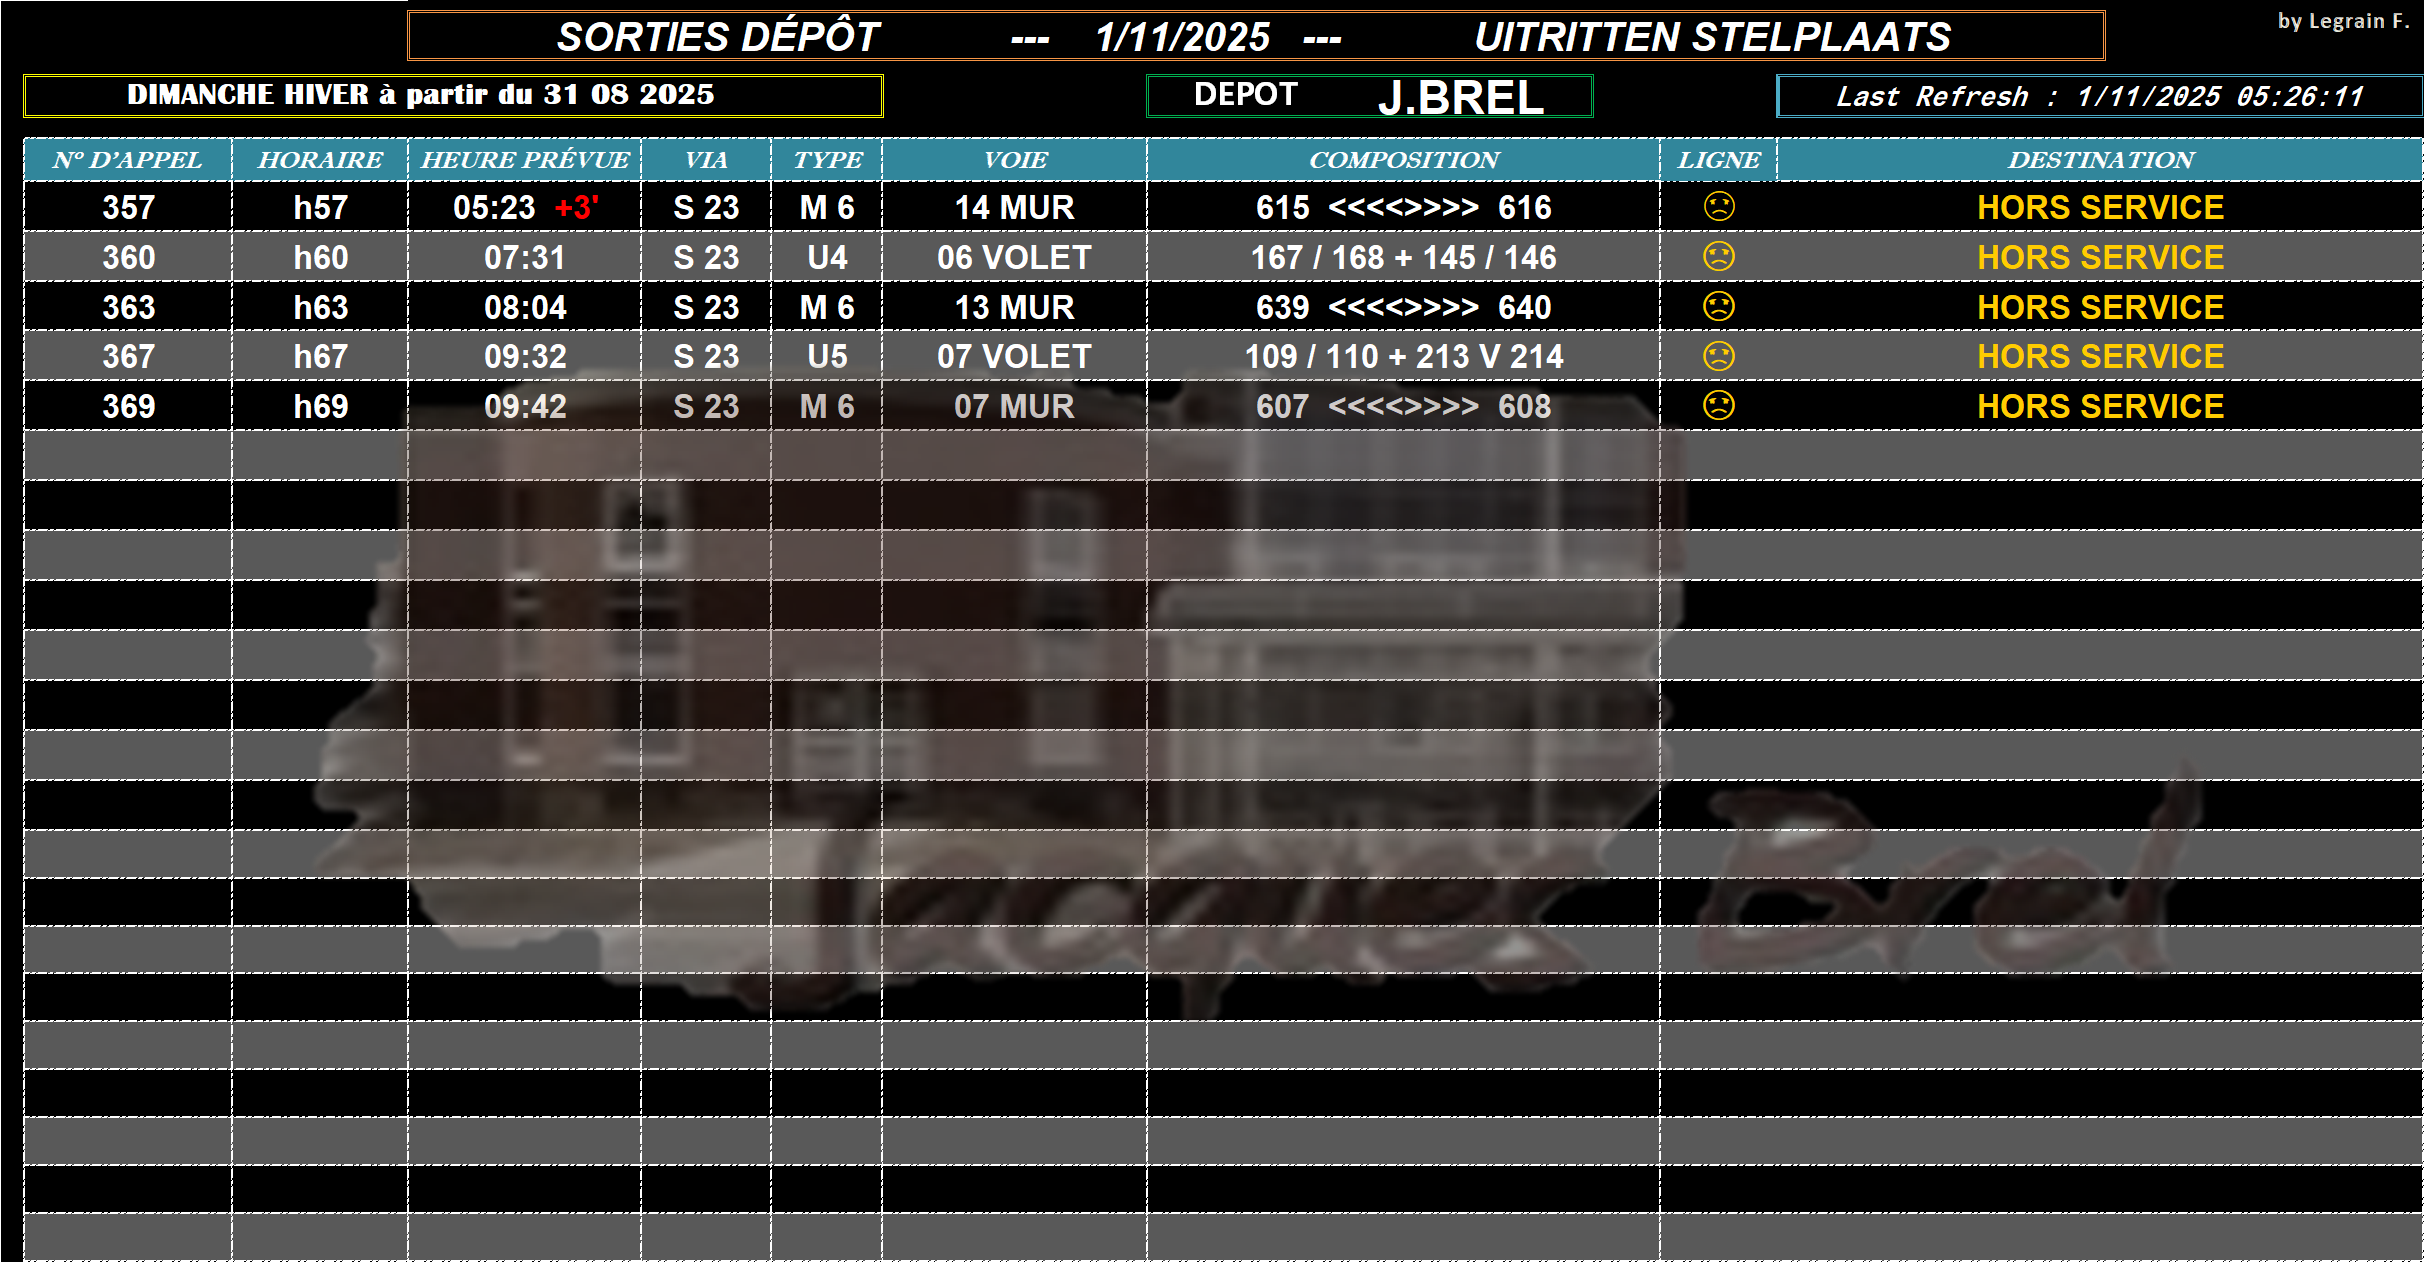 by Legrain F.
SORTIES DÉPÔT --- 1/11/2025 --- UITRITTEN STELPLAATS
DIMANCHE HIVER à partir du 31 08 2025
DEPOT J.BREL
Last Refresh : 1/11/2025 05:26:11
N° D'APPEL HORAIRE HEURE PRÉVUE VIA TYPE VOIE COMPOSITION LIGNE DESTINATION
357 h57 05:23 +3' S 23 M 6 14 MUR 615 <<<<>>>> 616 ☹ HORS SERVICE
360 h60 07:31 S 23 U4 06 VOLET 167 / 168 + 145 / 146 ☹ HORS SERVICE
363 h63 08:04 S 23 M 6 13 MUR 639 <<<<>>>> 640 ☹ HORS SERVICE
367 h67 09:32 S 23 U5 07 VOLET 109 / 110 + 213 V 214 ☹ HORS SERVICE
369 h69 09:42 S 23 M 6 07 MUR 607 <<<<>>>> 608 ☹ HORS SERVICE
Jacques Brel